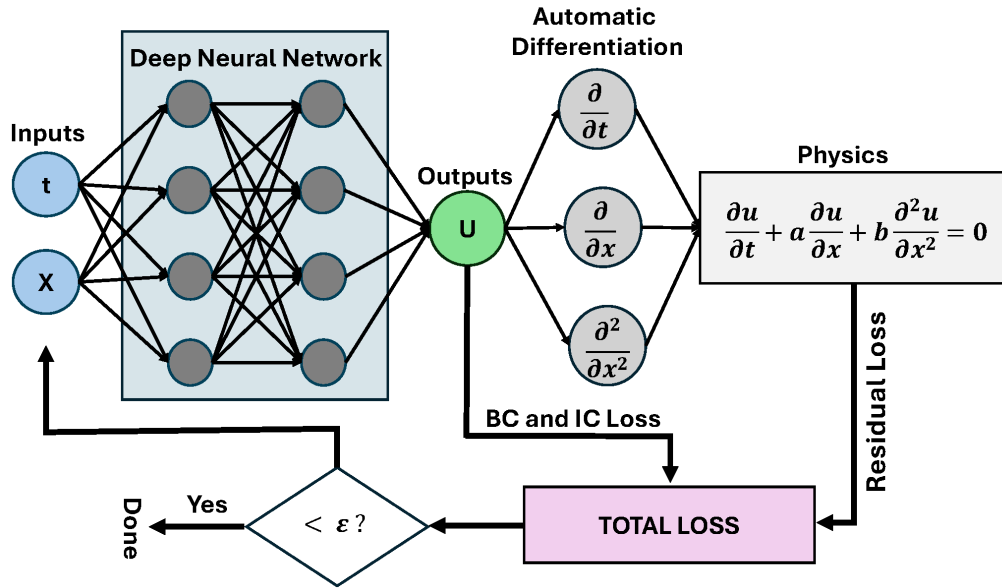 Automatic
Differentiation
Deep Neural Network
Inputs
t
X
Outputs
U
∂/∂t
∂/∂x
∂²/∂x²
Physics
∂u/∂t + a ∂u/∂x + b ∂²u/∂x² = 0
BC and IC Loss
Residual Loss
TOTAL LOSS
< ε ?
Yes
Done